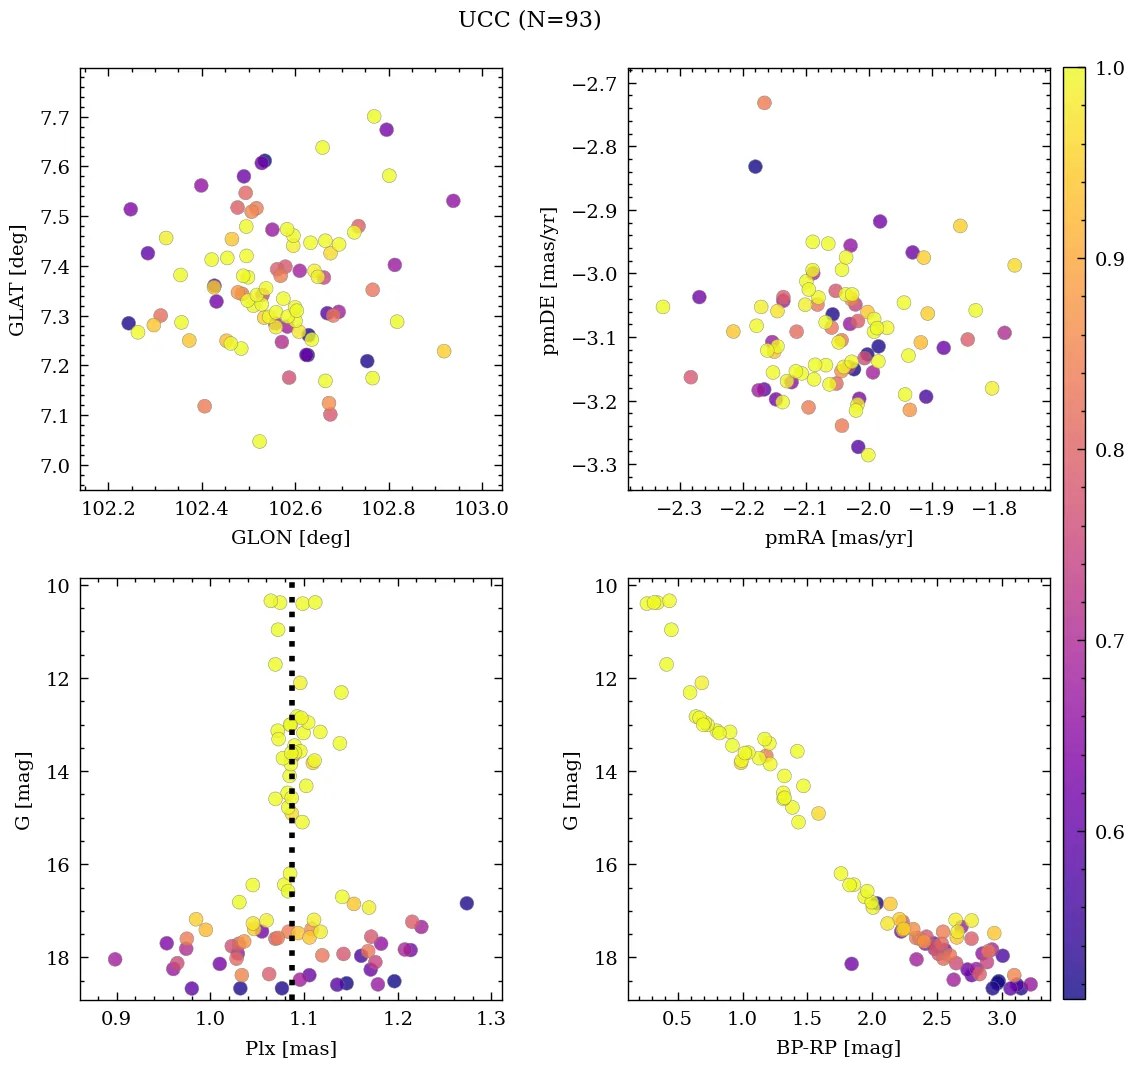 UCC (N=93)
7.7
7.6
7.5
7.4
7.3
7.2
7.1
7.0
GLAT [deg]
102.2 102.4 102.6 102.8 103.0
GLON [deg]
−2.7
−2.8
−2.9
−3.0
−3.1
−3.2
−3.3
pmDE [mas/yr]
−2.3 −2.2 −2.1 −2.0 −1.9 −1.8
pmRA [mas/yr]
1.0
0.9
0.8
0.7
0.6
10
12
14
16
18
G [mag]
0.9 1.0 1.1 1.2 1.3
Plx [mas]
10
12
14
16
18
G [mag]
0.5 1.0 1.5 2.0 2.5 3.0
BP-RP [mag]